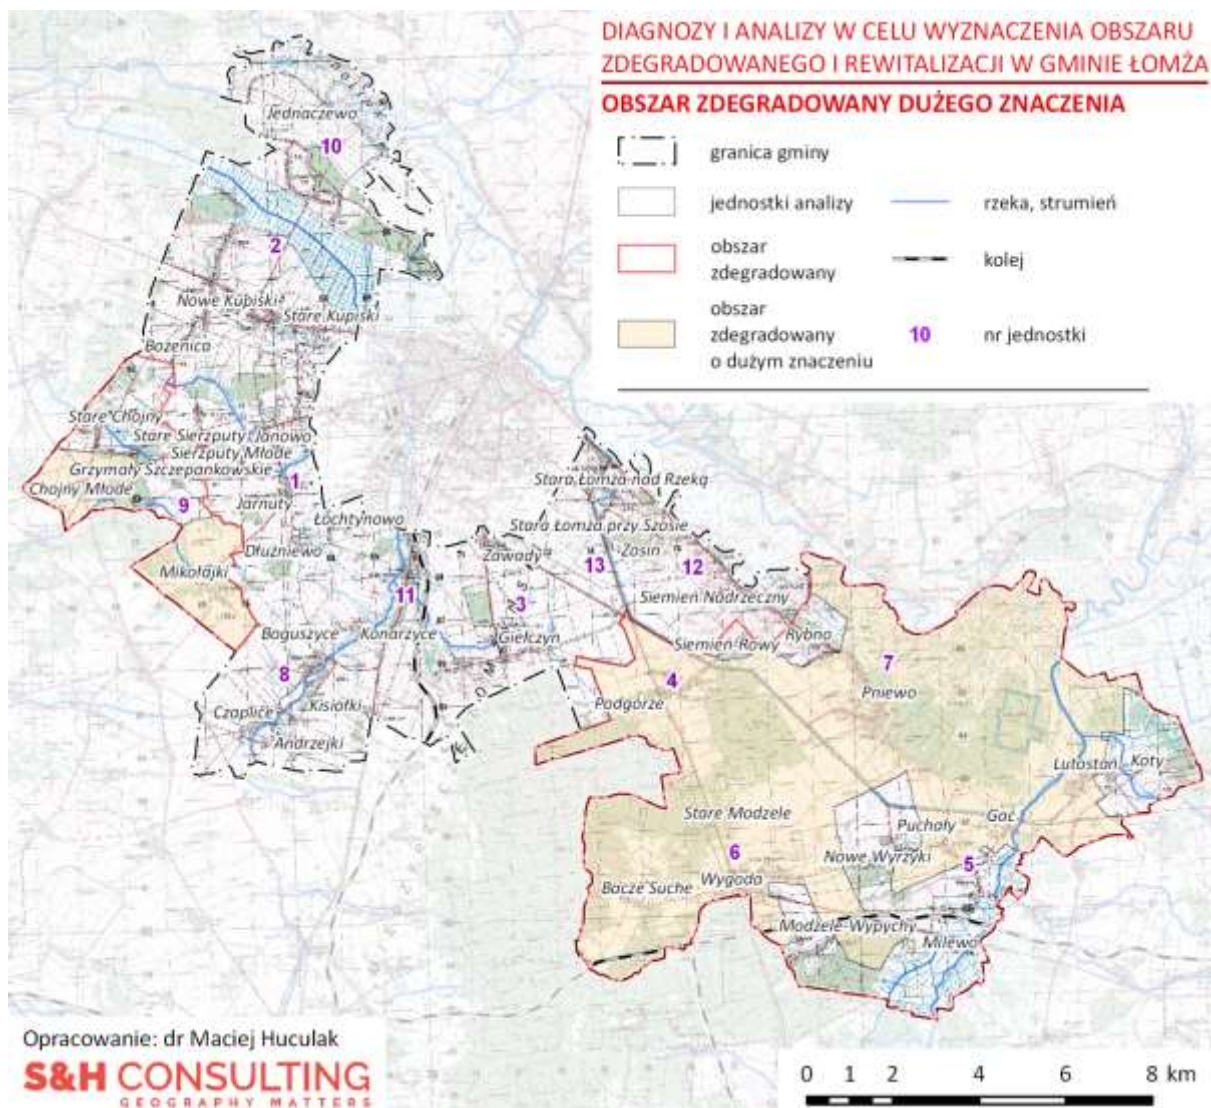 DIAGNOZY I ANALIZY W CELU WYZNACZENIA OBSZARU
ZDEGRADOWANEGO I REWITALIZACJI W GMINIE ŁOMŻA
OBSZAR ZDEGRADOWANY DUŻEGO ZNACZENIA
granica gminy
jednostki analizy
rzeka, strumień
obszar
zdegradowany
kolej
obszar
zdegradowany
o dużym znaczeniu
10 nr jednostki
Jednaczewo
10
2
Nowe Kupiski
Stare Kupiski
Bożenica
Stare Chojny
Stare Sierzputy Janowo
Sierzputy Młode
Grzymały Szczepankowskie
Chojny Młode
1
9
Jarnuty
Łochtynowo
Dłużniewo
Mikołajki
Stara Łomża nad Rzeką
Stara Łomża przy Szosie
Zawady
Zosin
13
12
11
3
Siemień Nadrzeczny
Boguszyce
Konarzyce
Giełczyn
Siemień-Rowy
Rybno
8
4
7
Podgórze
Pniewo
Czaplice
Kisiołki
Andrzejki
Lutostań
Koty
Stare Modzele
Puchały
Gać
6
Nowe Wyrzyki
5
Wygoda
Bacze Suche
Modzele-Wypychy
Milewo
Opracowanie: dr Maciej Huculak
S&H CONSULTING
GEOGRAPHY MATTERS
0 1 2 4 6 8 km